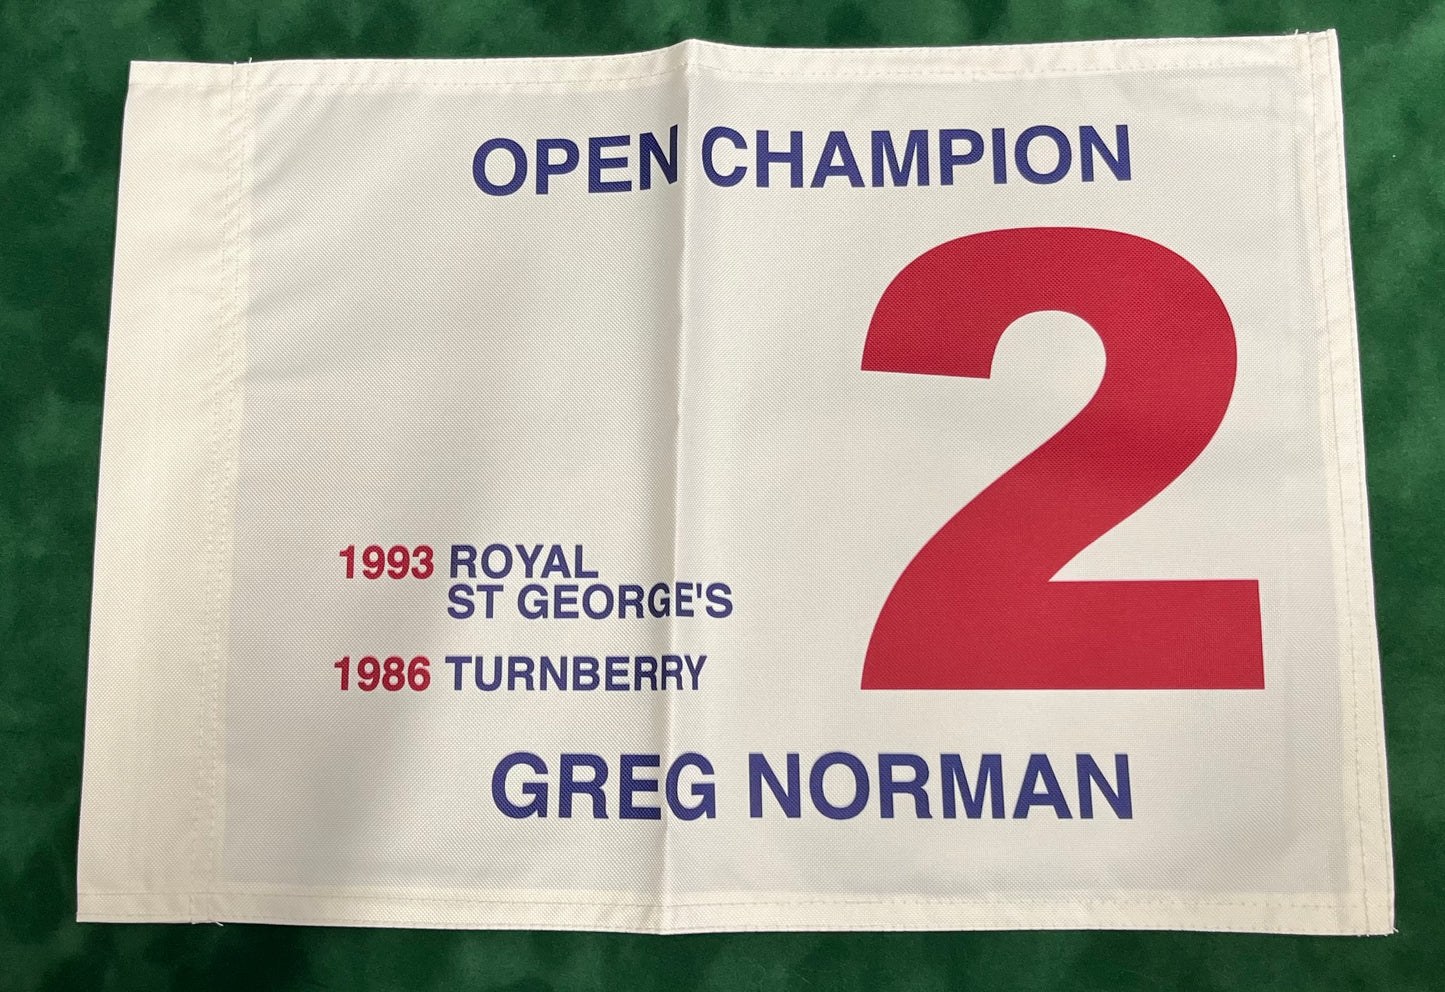 OPEN CHAMPION
2
1993 ROYAL
ST GEORGE'S
1986 TURNBERRY
GREG NORMAN